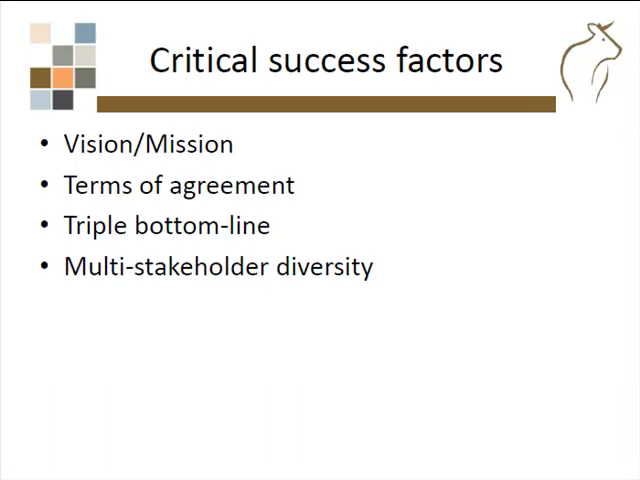 Critical success factors
• Vision/Mission
• Terms of agreement
• Triple bottom-line
• Multi-stakeholder diversity